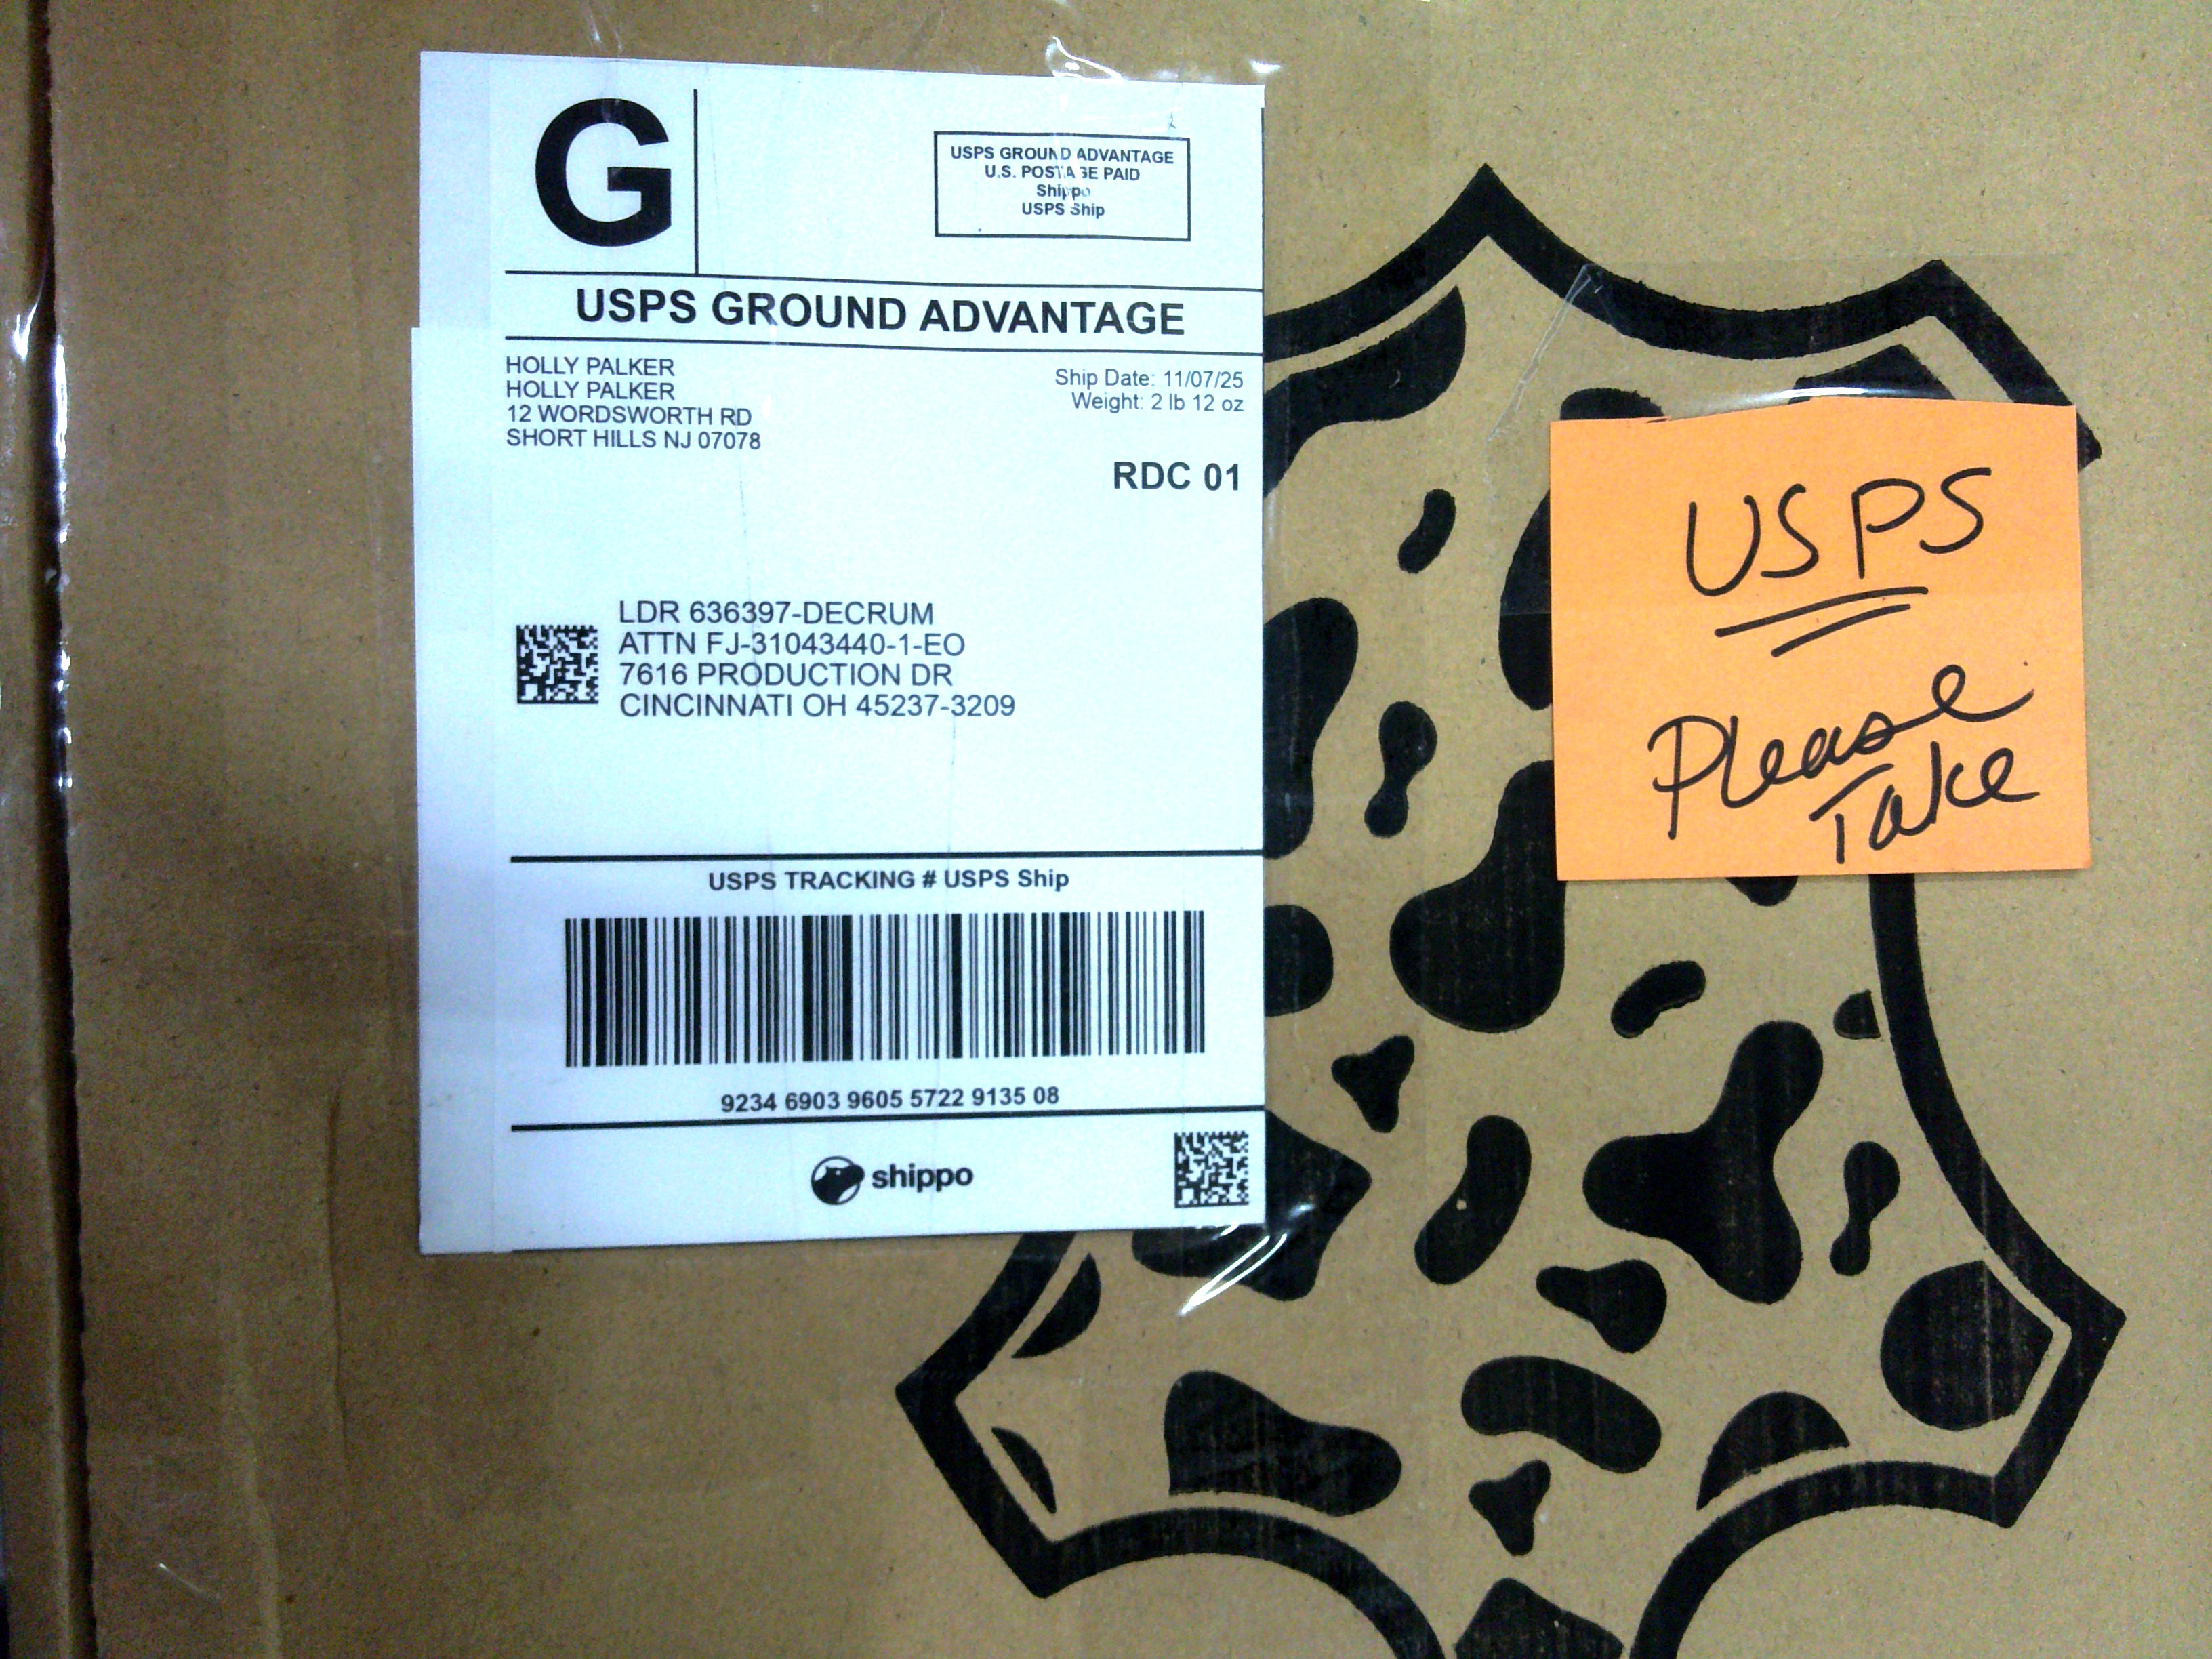 G
USPS GROUND ADVANTAGE
U.S. POSTAGE PAID
Shippo
USPS Ship
USPS GROUND ADVANTAGE
HOLLY PALKER
HOLLY PALKER
12 WORDSWORTH RD
SHORT HILLS NJ 07078
Ship Date: 11/07/25
Weight: 2 lb 12 oz
RDC 01
LDR 636397-DECRUM
ATTN FJ-31043440-1-EO
7616 PRODUCTION DR
CINCINNATI OH 45237-3209
USPS TRACKING # USPS Ship
9234 6903 9605 5722 9135 08
shippo
USPS
Please
Take